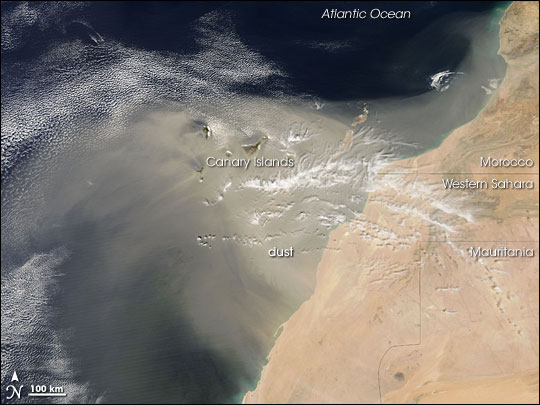 Atlantic Ocean
Canary Islands
Morocco
Western Sahara
dust
Mauritania
N
100 km